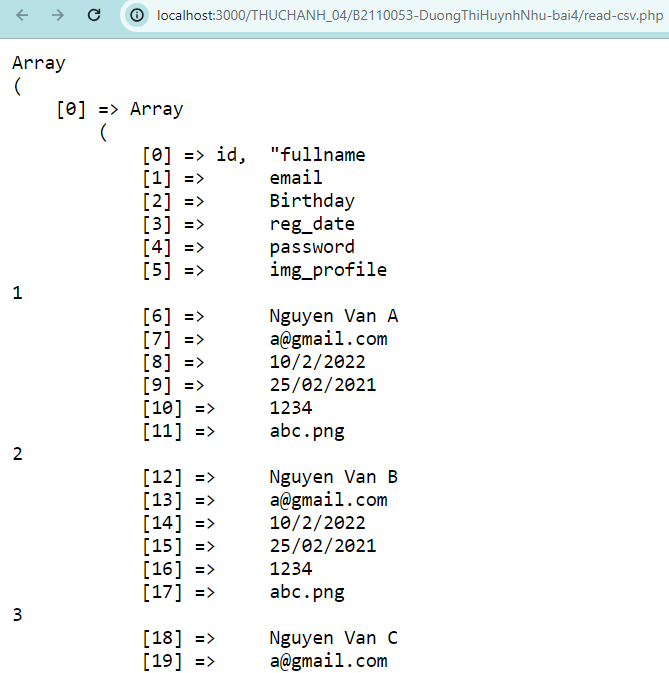 localhost:3000/THUCHANH_04/B2110053-DuongThiHuynhNhu-bai4/read-csv.php
Array
(
    [0] => Array
        (
            [0] => id,  "fullname
            [1] =>      email
            [2] =>      Birthday
            [3] =>      reg_date
            [4] =>      password
            [5] =>      img_profile
1
            [6] =>      Nguyen Van A
            [7] =>      a@gmail.com
            [8] =>      10/2/2022
            [9] =>      25/02/2021
            [10] =>     1234
            [11] =>     abc.png
2
            [12] =>     Nguyen Van B
            [13] =>     a@gmail.com
            [14] =>     10/2/2022
            [15] =>     25/02/2021
            [16] =>     1234
            [17] =>     abc.png
3
            [18] =>     Nguyen Van C
            [19] =>     a@gmail.com